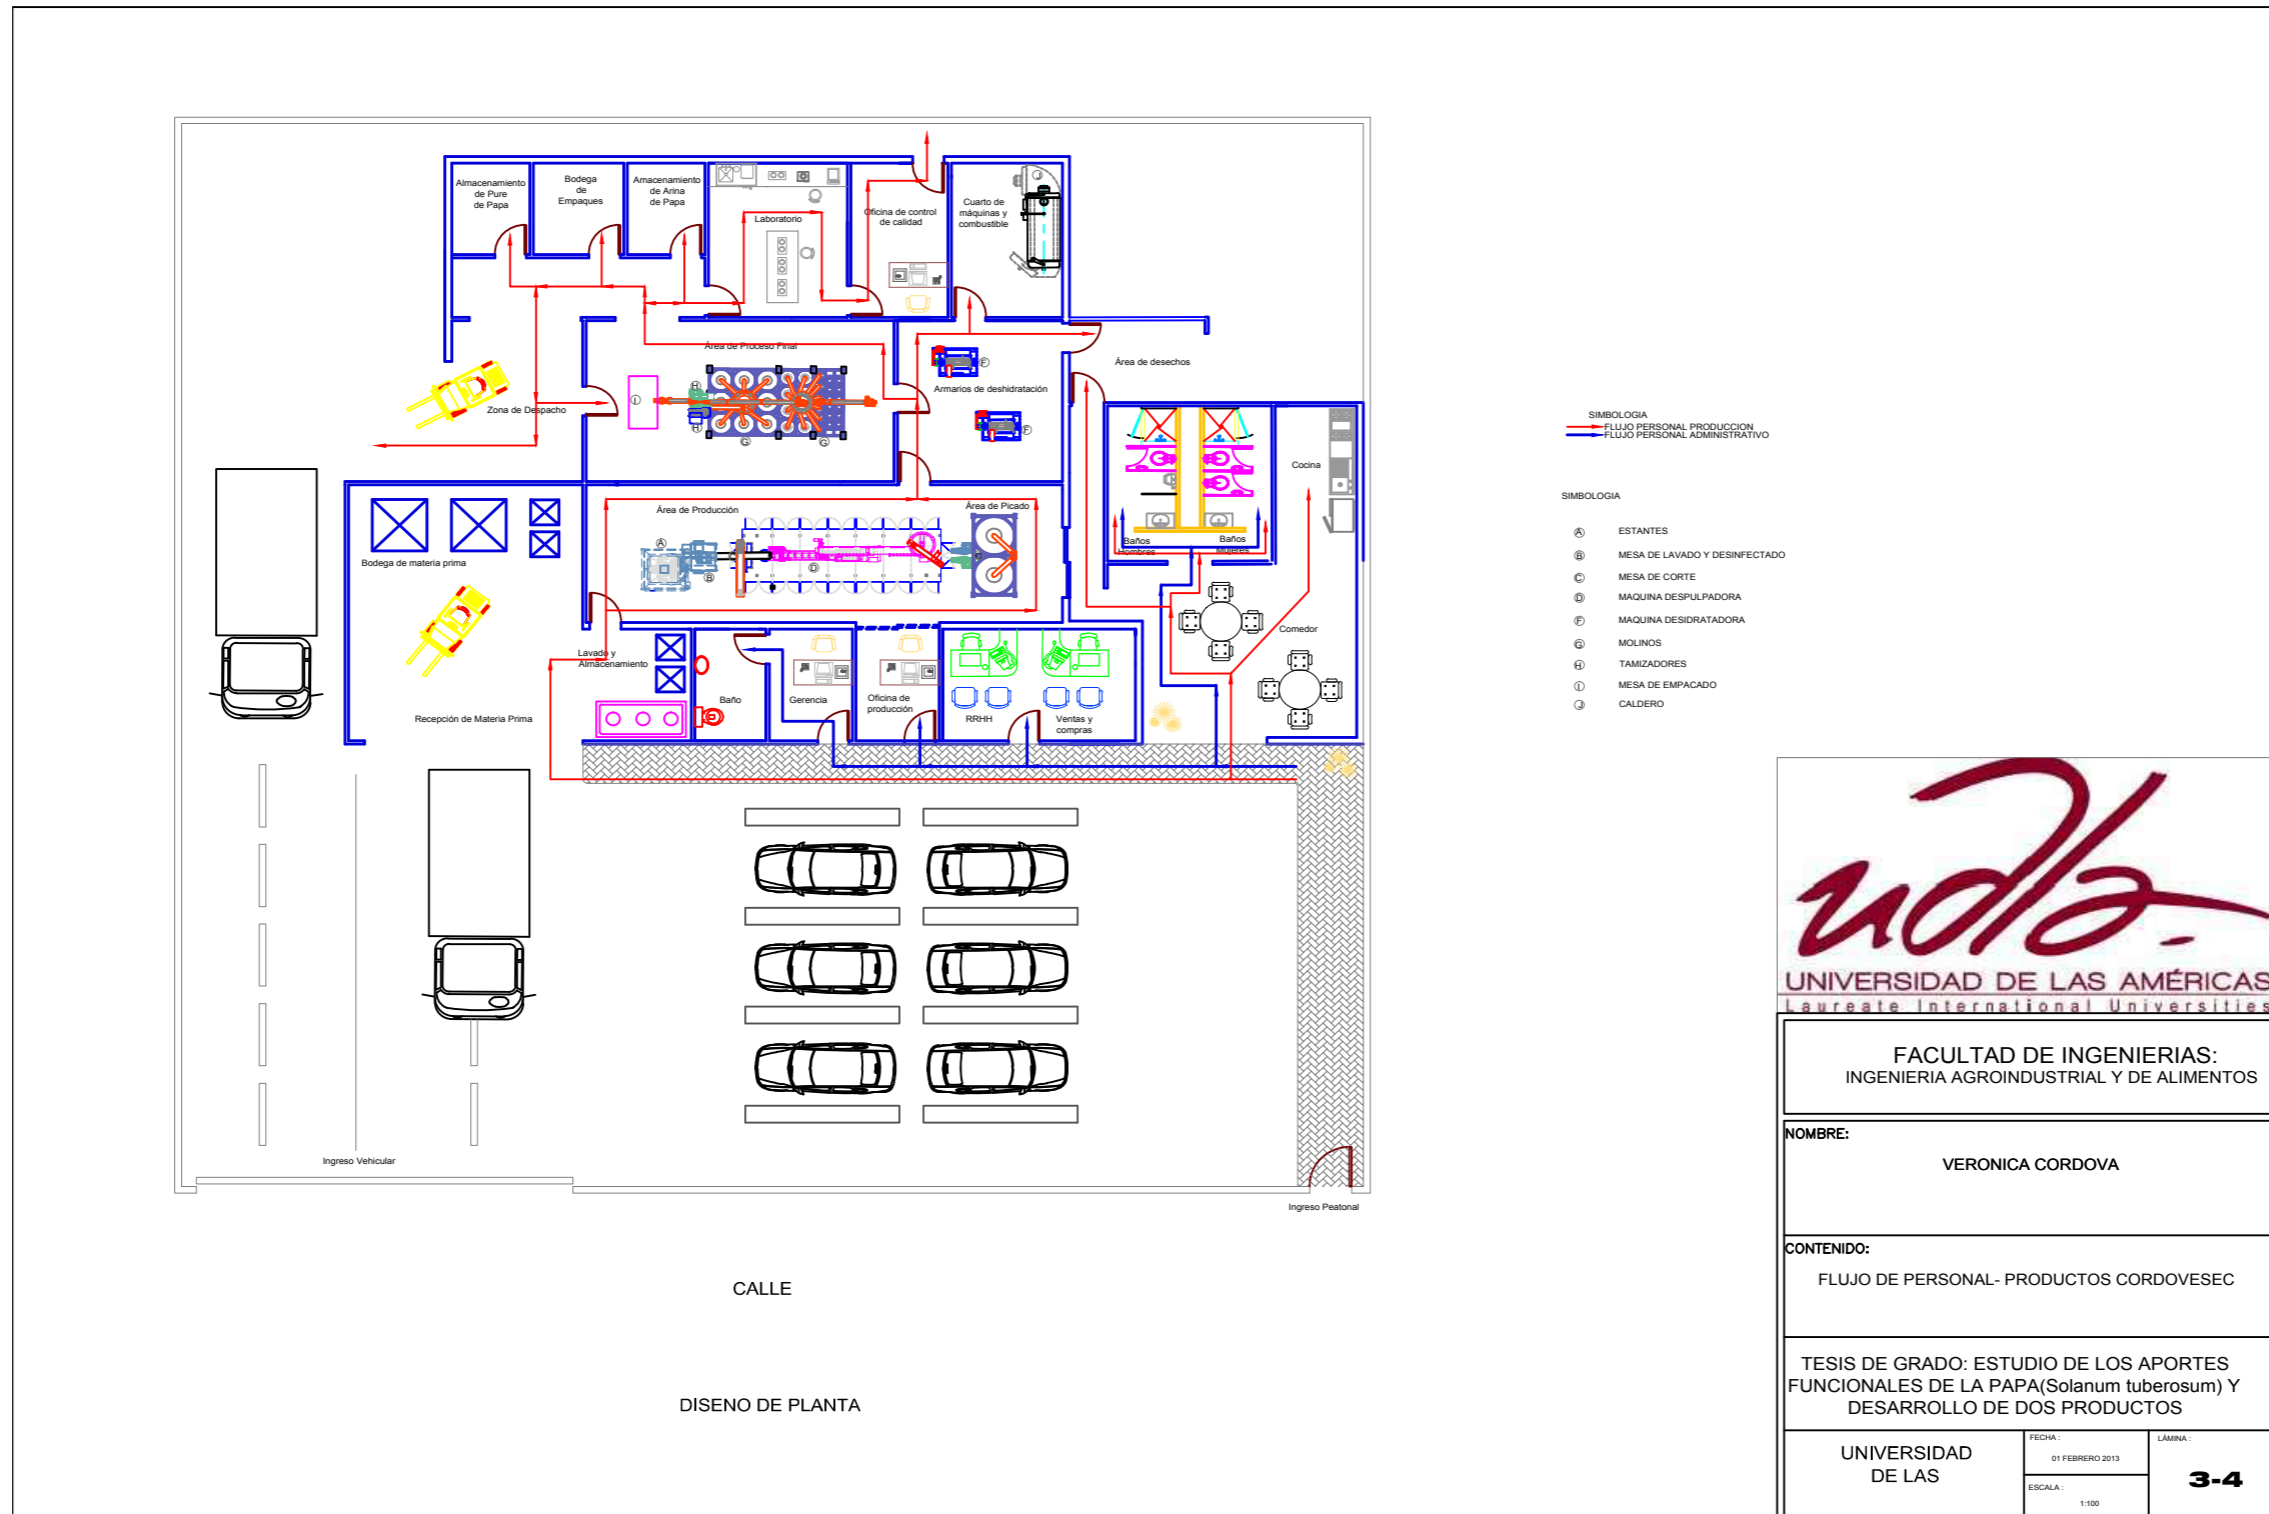 Almacenamiento
de Pure
de Papa
Bodega
de
Empaques
Amacenamiento
de Arina
de Papa
Laboratorio
Oficina de control
de calidad
Cuarto de
máquinas y
combustible
J
Área de Proceso Final
Zona de Despacho
I
H
H
G
G
Armarios de deshidratación
F
F
Área de desechos
Cocina
Baños
Hombres
Baños
Mujeres
Comedor
Bodega de materia prima
Área de Producción
Área de Picado
A
B
C
D
Lavado y
Almacenamiento
Recepción de Materia Prima
Baño
Gerencia
Oficina de
producción
RRHH
Ventas y
compras
Ingreso Vehicular
Ingreso Peatonal
CALLE
DISENO DE PLANTA
SIMBOLOGIA
FLUJO PERSONAL PRODUCCION
FLUJO PERSONAL ADMINISTRATIVO
SIMBOLOGIA
A ESTANTES
B MESA DE LAVADO Y DESINFECTADO
C MESA DE CORTE
D MAQUINA DESPULPADORA
F MAQUINA DESIDRATADORA
G MOLINOS
H TAMIZADORES
I MESA DE EMPACADO
J CALDERO
udla
UNIVERSIDAD DE LAS AMÉRICAS
Laureate International Universities
FACULTAD DE INGENIERIAS:
INGENIERIA AGROINDUSTRIAL Y DE ALIMENTOS
NOMBRE:
VERONICA CORDOVA
CONTENIDO:
FLUJO DE PERSONAL- PRODUCTOS CORDOVESEC
TESIS DE GRADO: ESTUDIO DE LOS APORTES
FUNCIONALES DE LA PAPA(Solanum tuberosum) Y
DESARROLLO DE DOS PRODUCTOS
UNIVERSIDAD
DE LAS
FECHA :
01 FEBRERO 2013
ESCALA :
1:100
LÁMINA :
3-4